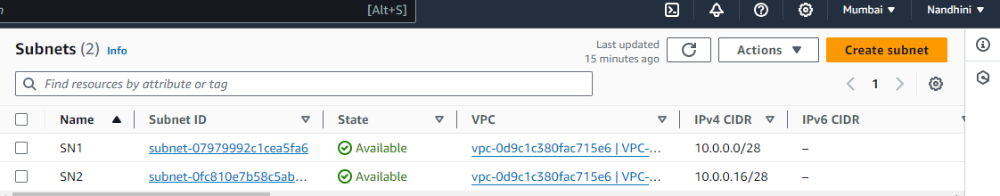 [Alt+S] Mumbai Nandhini
Subnets (2) Info
Last updated
15 minutes ago
Actions Create subnet
Find resources by attribute or tag 1
Name Subnet ID State VPC IPv4 CIDR IPv6 CIDR
SN1 subnet-07979992c1cea5fa6 Available vpc-0d9c1c380fac715e6 | VPC-… 10.0.0.0/28 –
SN2 subnet-0fc810e7b58c5ab… Available vpc-0d9c1c380fac715e6 | VPC-… 10.0.0.16/28 –